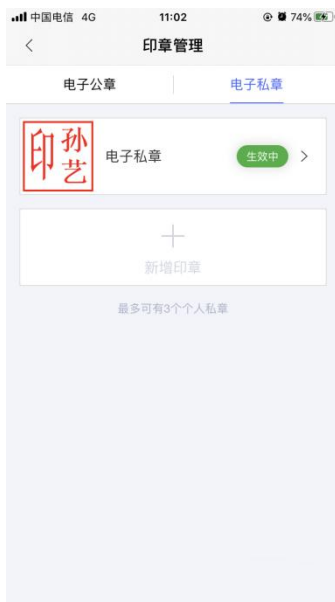 中国电信 4G 11:02 74%
印章管理
电子公章 电子私章
孙艺印 电子私章 生效中
新增印章
最多可有3个个人私章